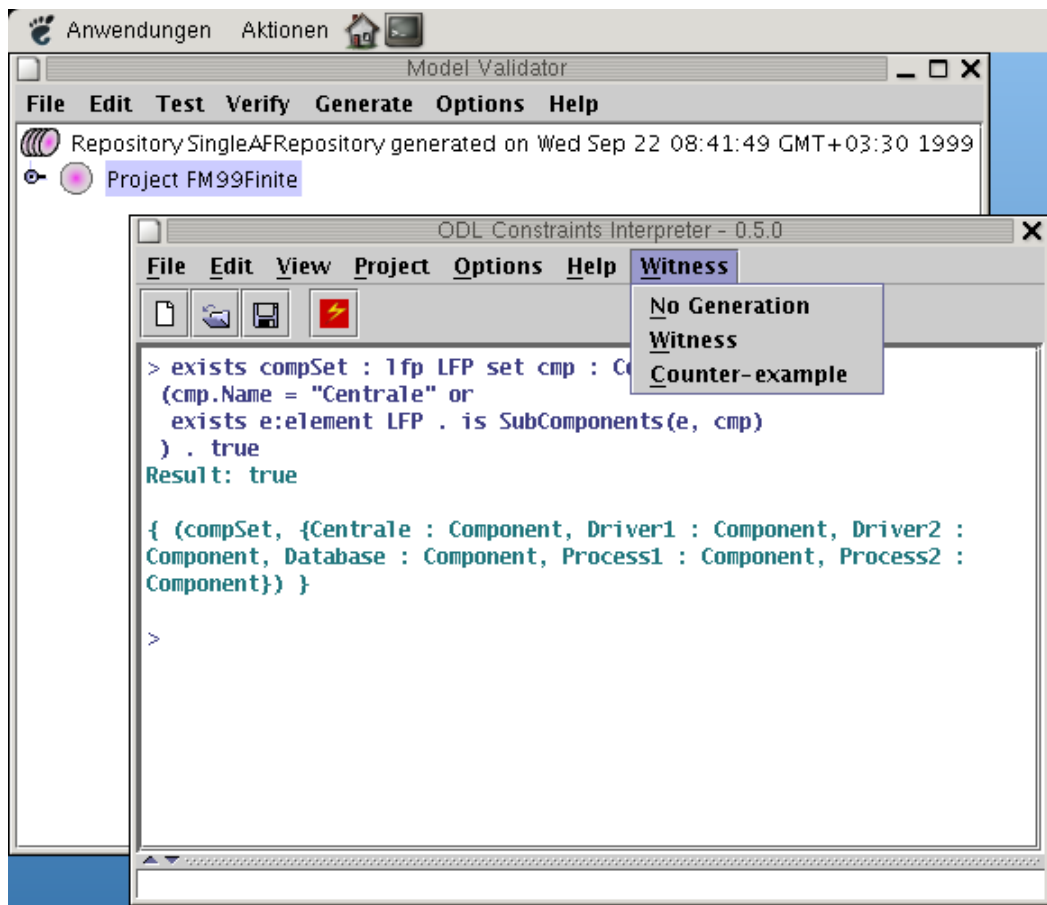 Anwendungen Aktionen
Model Validator
File Edit Test Verify Generate Options Help
Repository SingleAFRepository generated on Wed Sep 22 08:41:49 GMT+03:30 1999
Project FM99Finite
ODL Constraints Interpreter - 0.5.0
File Edit View Project Options Help Witness
No Generation
Witness
Counter-example
> exists compSet : lfp LFP set cmp : C
(cmp.Name = "Centrale" or
exists e:element LFP . is SubComponents(e, cmp)
) . true
Result: true
{ (compSet, {Centrale : Component, Driver1 : Component, Driver2 :
Component, Database : Component, Process1 : Component, Process2 :
Component}) }
>